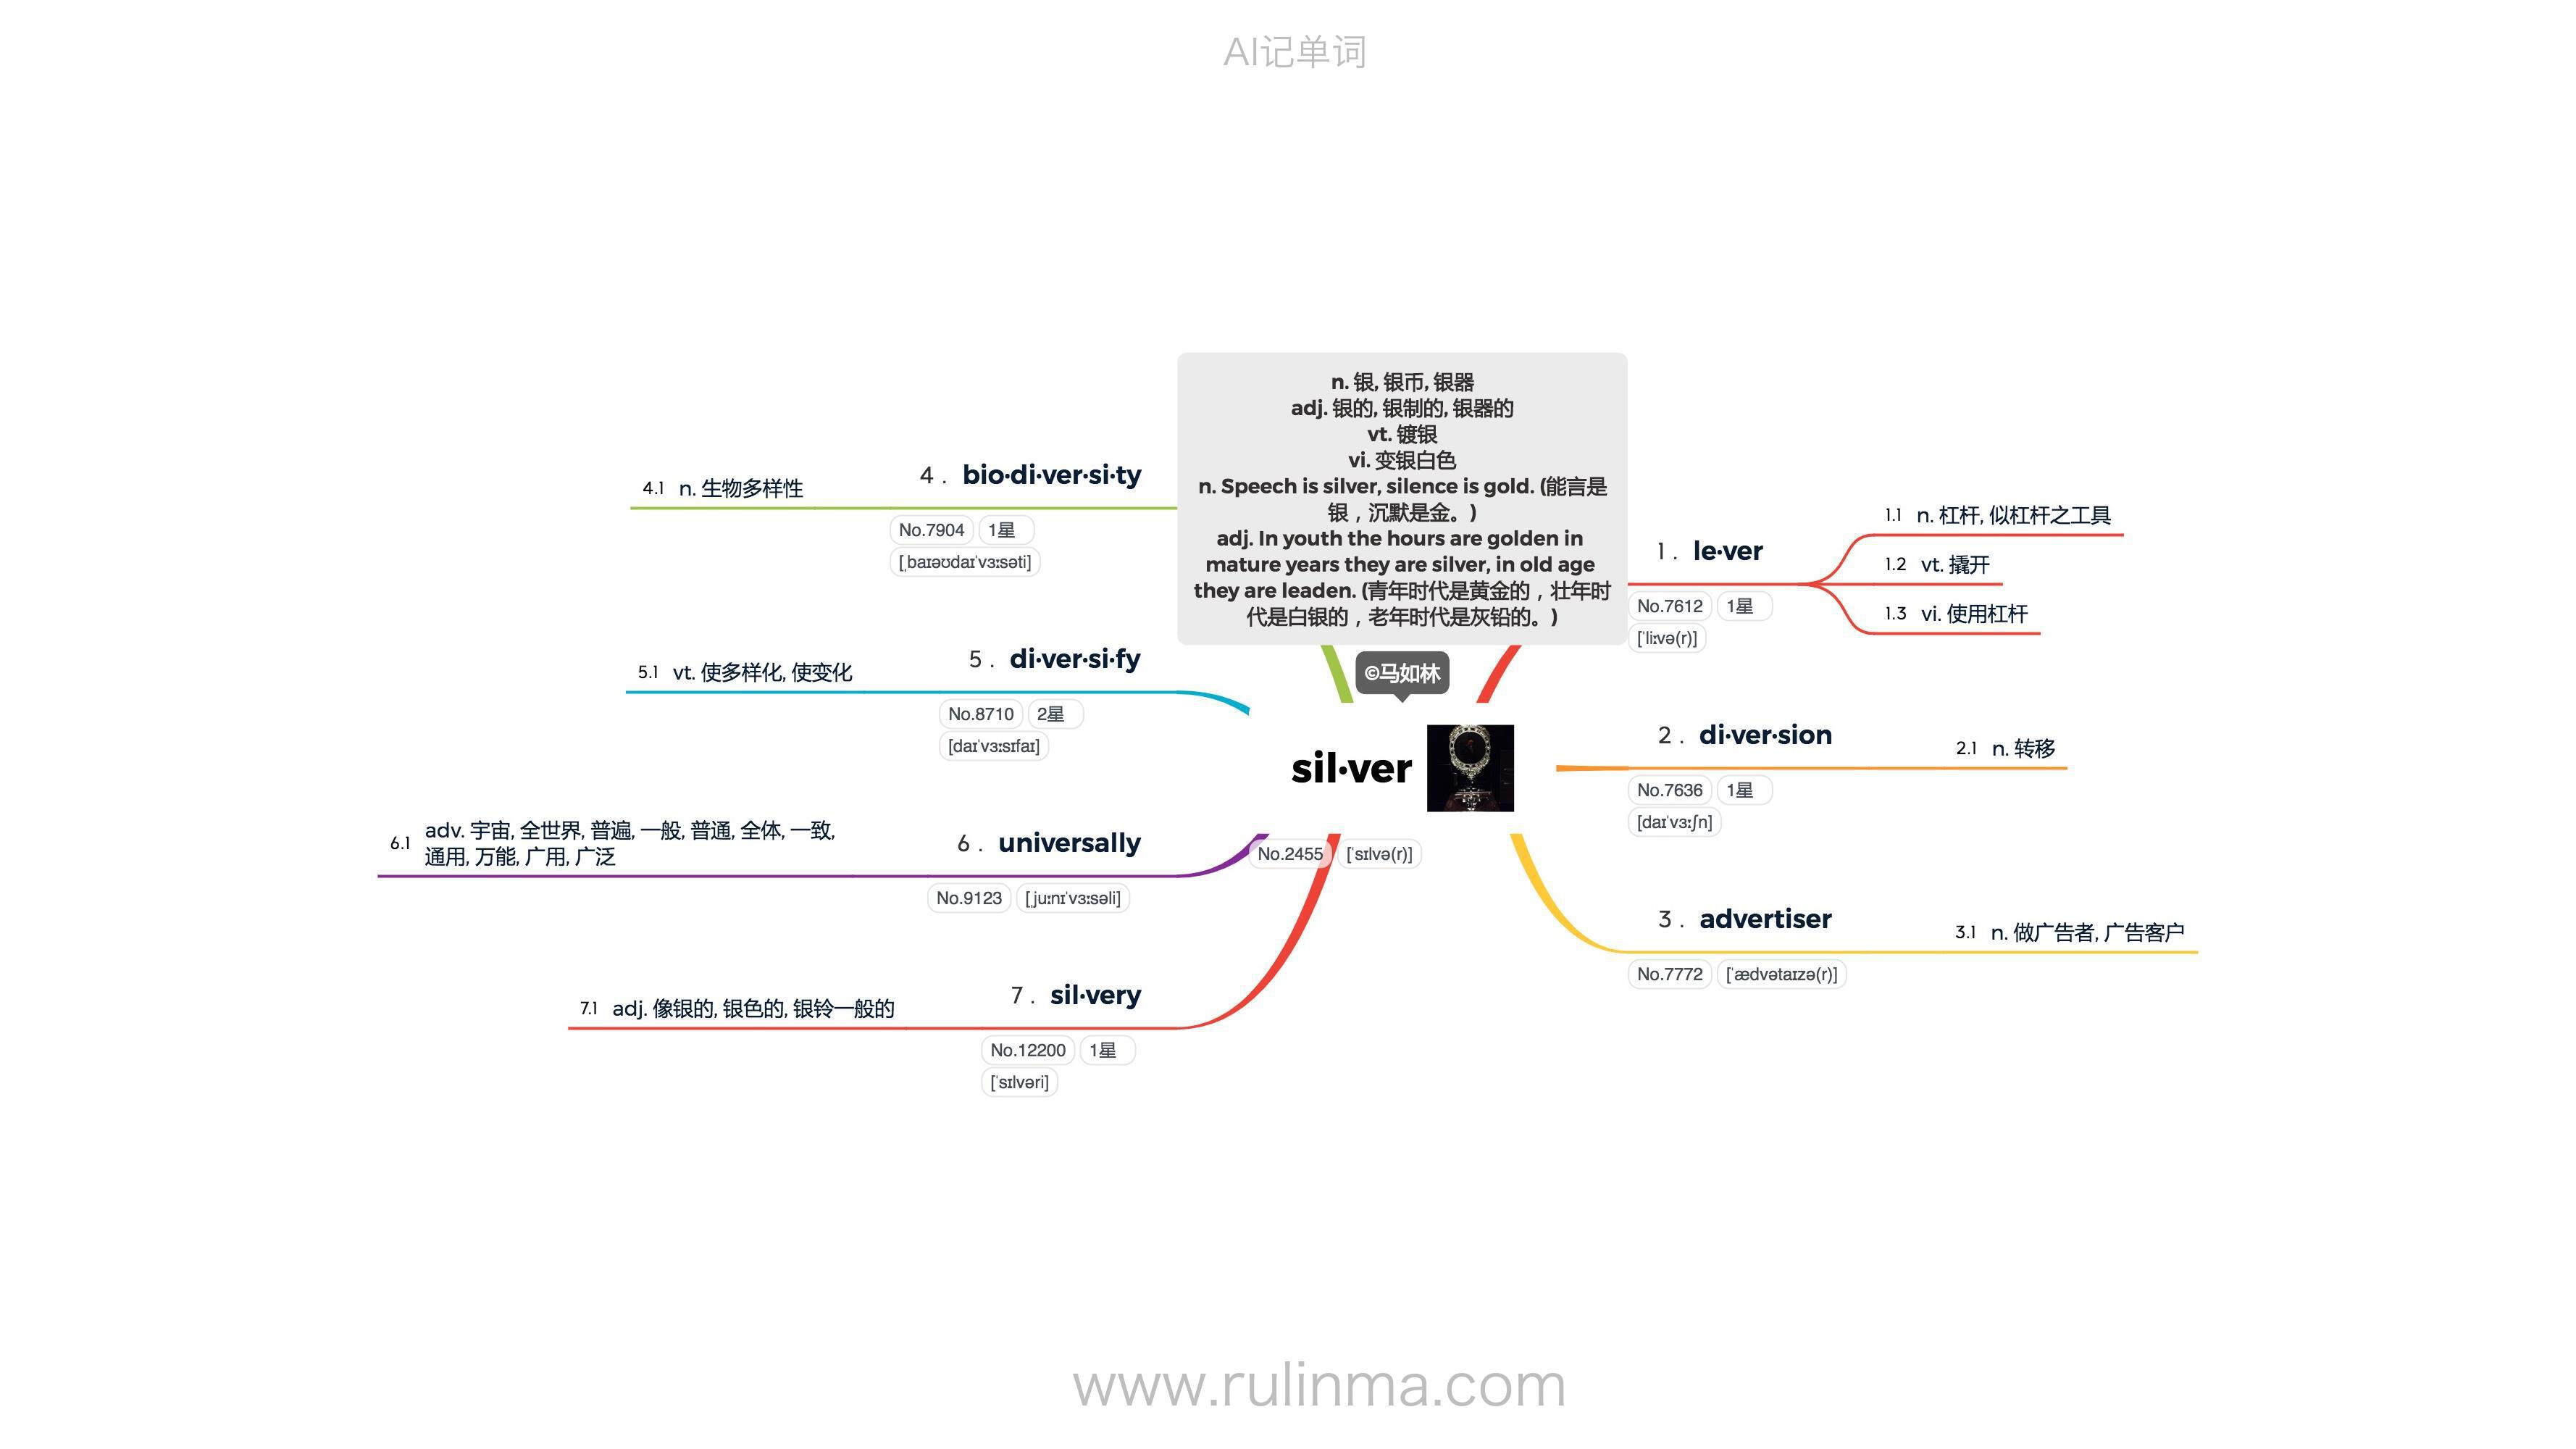 AI记单词
n. 银, 银币, 银器
adj. 银的, 银制的, 银器的
vt. 镀银
vi. 变银白色
n. Speech is silver, silence is gold. (能言是
银，沉默是金。)
adj. In youth the hours are golden in
mature years they are silver, in old age
they are leaden. (青年时代是黄金的，壮年时
代是白银的，老年时代是灰铅的。)
©马如林
sil·ver
No.2455 [ˈsɪlvə(r)]
1. le·ver
No.7612 1星
[ˈliːvə(r)]
1.1 n. 杠杆, 似杠杆之工具
1.2 vt. 撬开
1.3 vi. 使用杠杆
2. di·ver·sion
No.7636 1星
[daɪˈvɜːʃn]
2.1 n. 转移
3. advertiser
No.7772 [ˈædvətaɪzə(r)]
3.1 n. 做广告者, 广告客户
4. bio·di·ver·si·ty
No.7904 1星
[ˌbaɪəʊdaɪˈvɜːsəti]
4.1 n. 生物多样性
5. di·ver·si·fy
No.8710 2星
[daɪˈvɜːsɪfaɪ]
5.1 vt. 使多样化, 使变化
6. universally
No.9123 [ˌjuːnɪˈvɜːsəli]
6.1 adv. 宇宙, 全世界, 普遍, 一般, 普通, 全体, 一致,
通用, 万能, 广用, 广泛
7. sil·very
No.12200 1星
[ˈsɪlvəri]
7.1 adj. 像银的, 银色的, 银铃一般的
www.rulinma.com